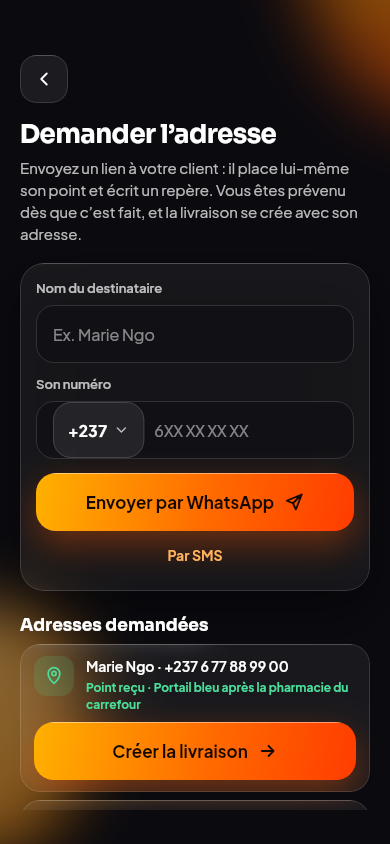 Demander l’adresse
Envoyez un lien à votre client : il place lui-même
son point et écrit un repère. Vous êtes prévenu
dès que c’est fait, et la livraison se crée avec son
adresse.
Nom du destinataire
Ex. Marie Ngo
Son numéro
+237 6XX XX XX XX
Envoyer par WhatsApp
Par SMS
Adresses demandées
Marie Ngo · +237 6 77 88 99 00
Point reçu · Portail bleu après la pharmacie du
carrefour
Créer la livraison